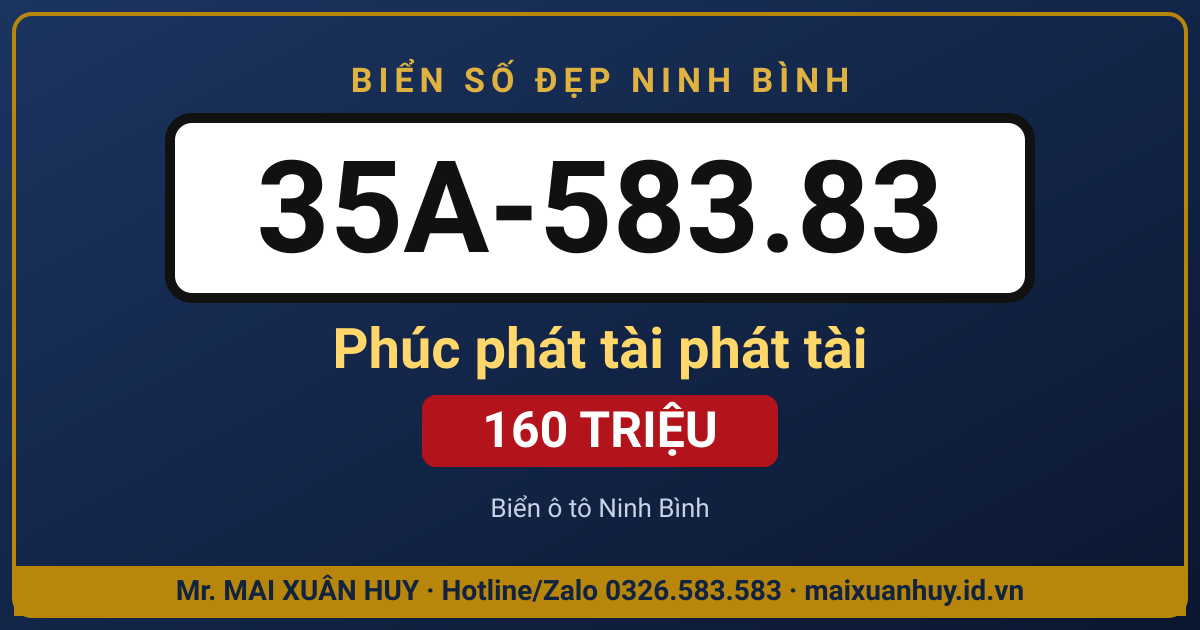 BIỂN SỐ ĐẸP NINH BÌNH
35A-583.83
Phúc phát tài phát tài
160 TRIỆU
Biển ô tô Ninh Bình
Mr. MAI XUÂN HUY · Hotline/Zalo 0326.583.583 · maixuanhuy.id.vn